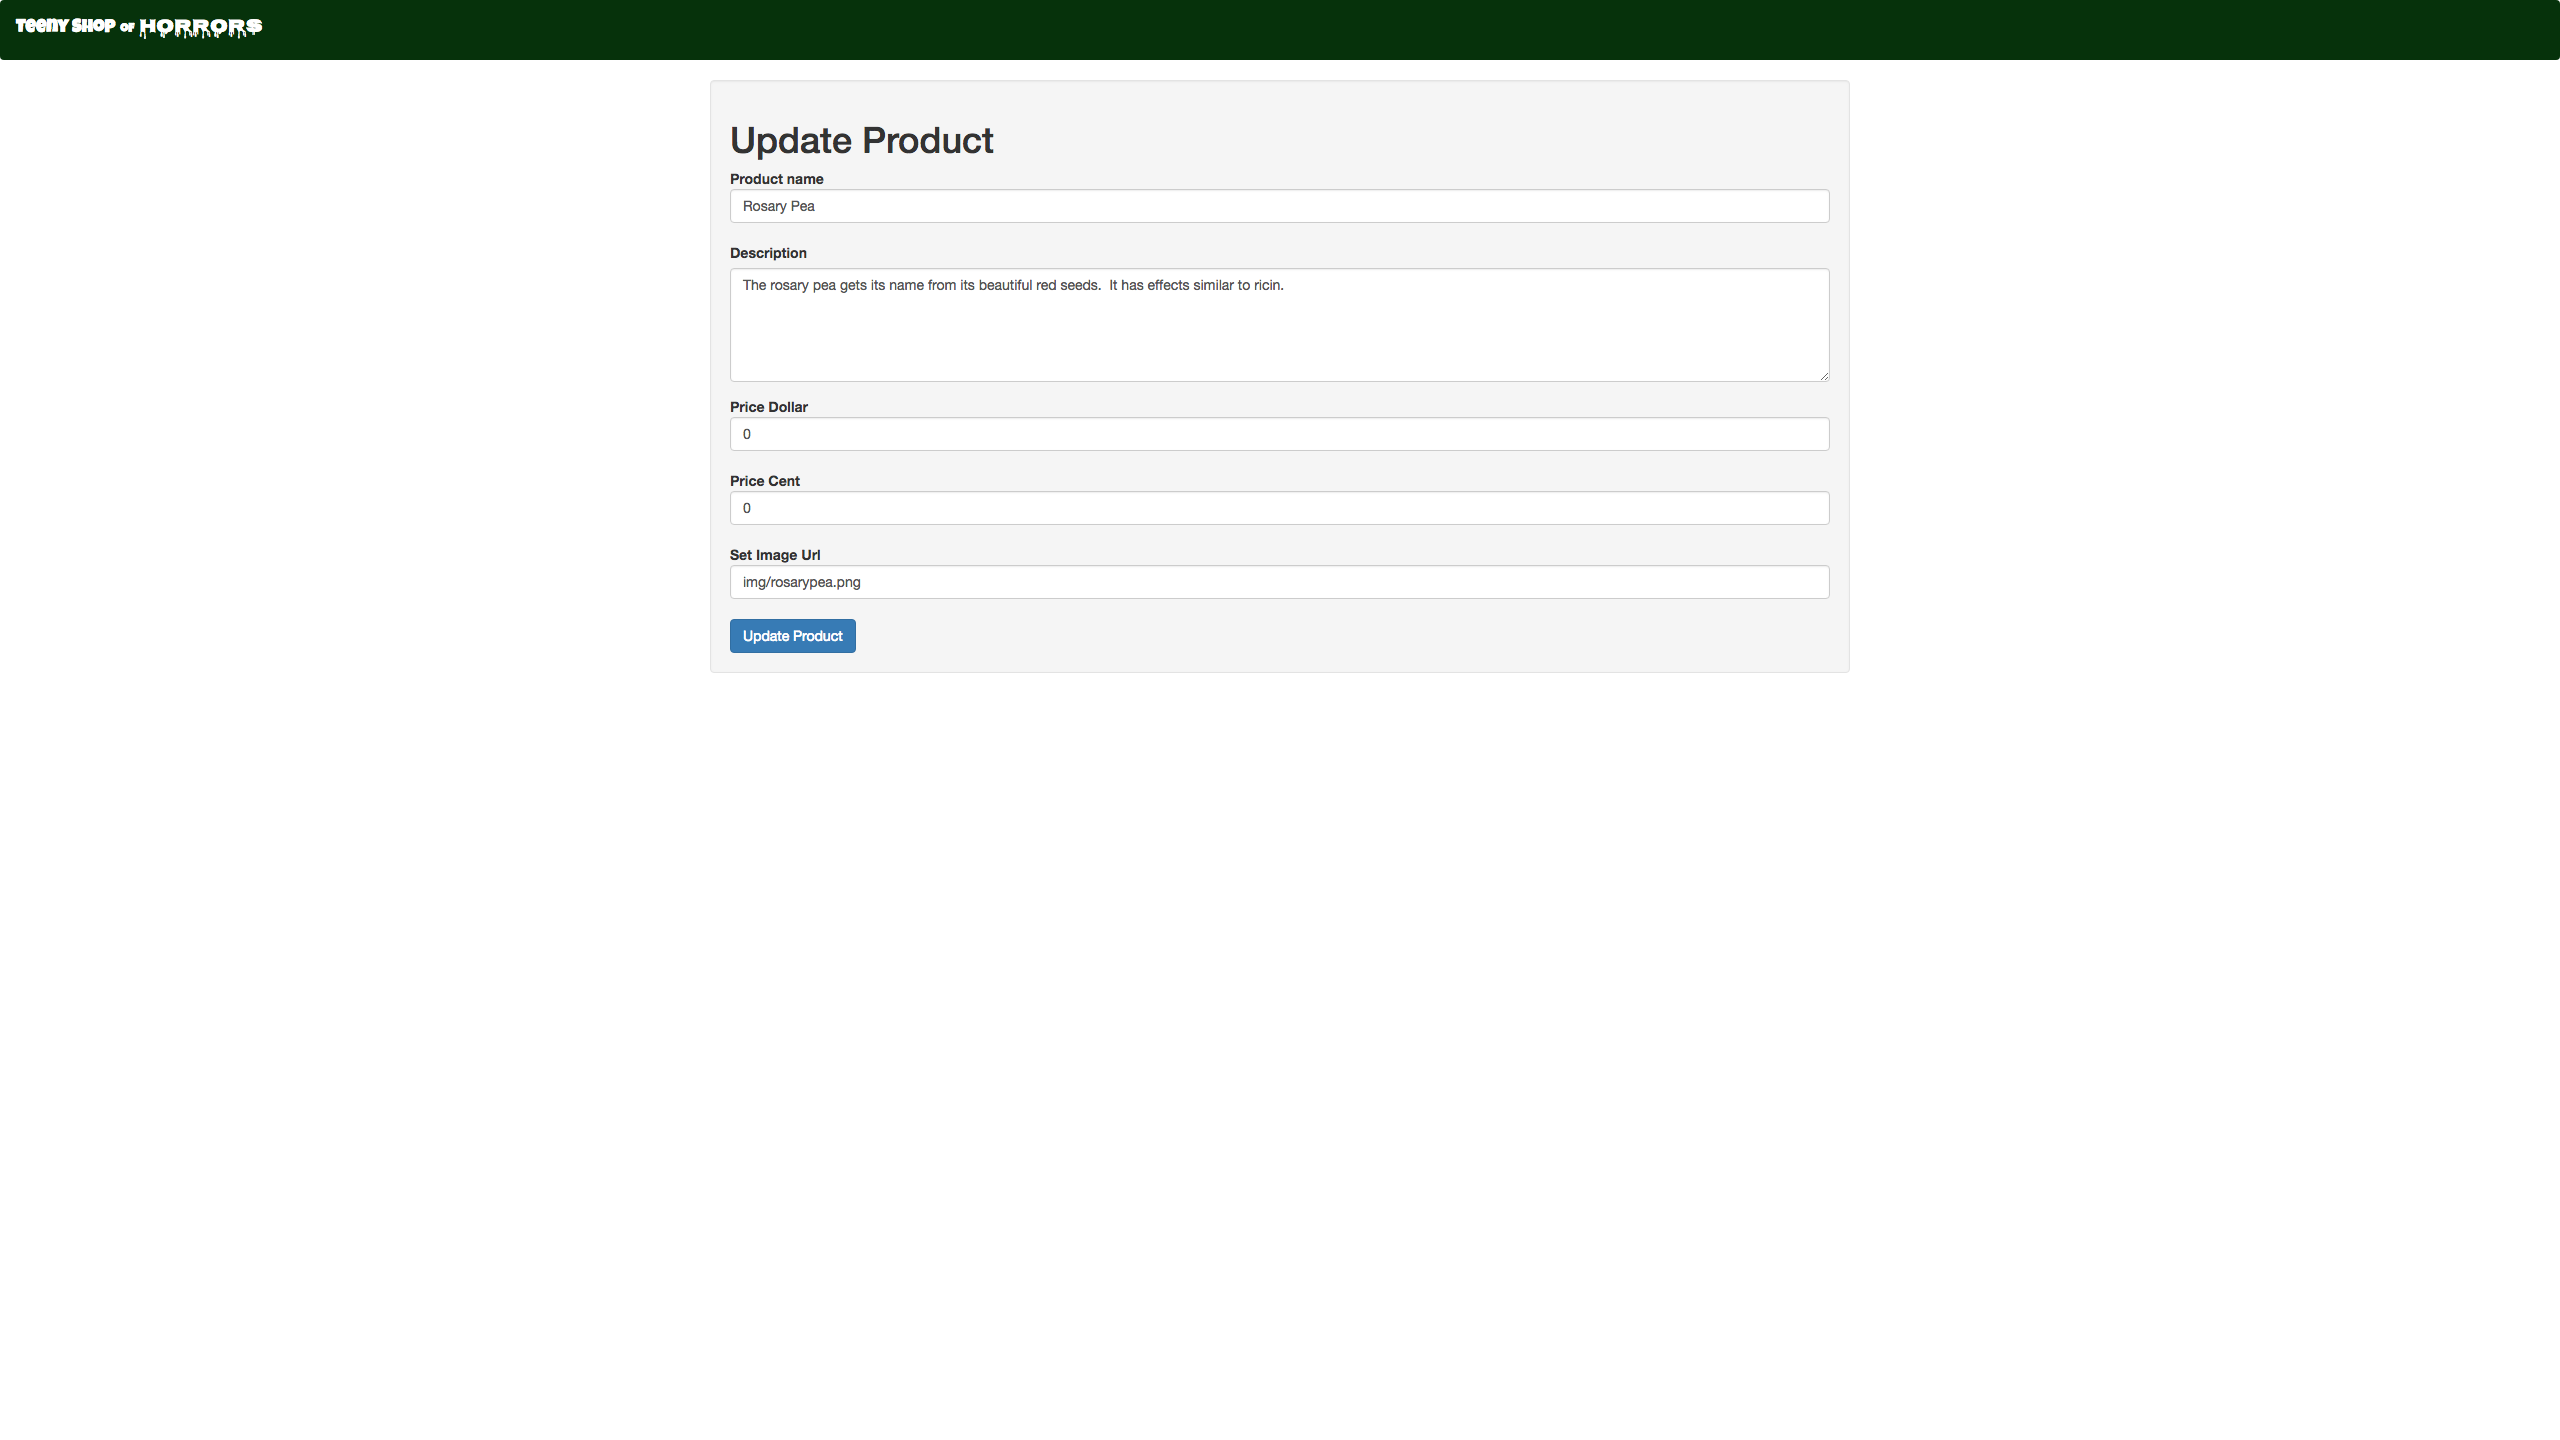 TeenY SHOP OF HORRORS
Update Product
Product name
Rosary Pea
Description
The rosary pea gets its name from its beautiful red seeds.  It has effects similar to ricin.
Price Dollar
0
Price Cent
0
Set Image Url
img/rosarypea.png
Update Product